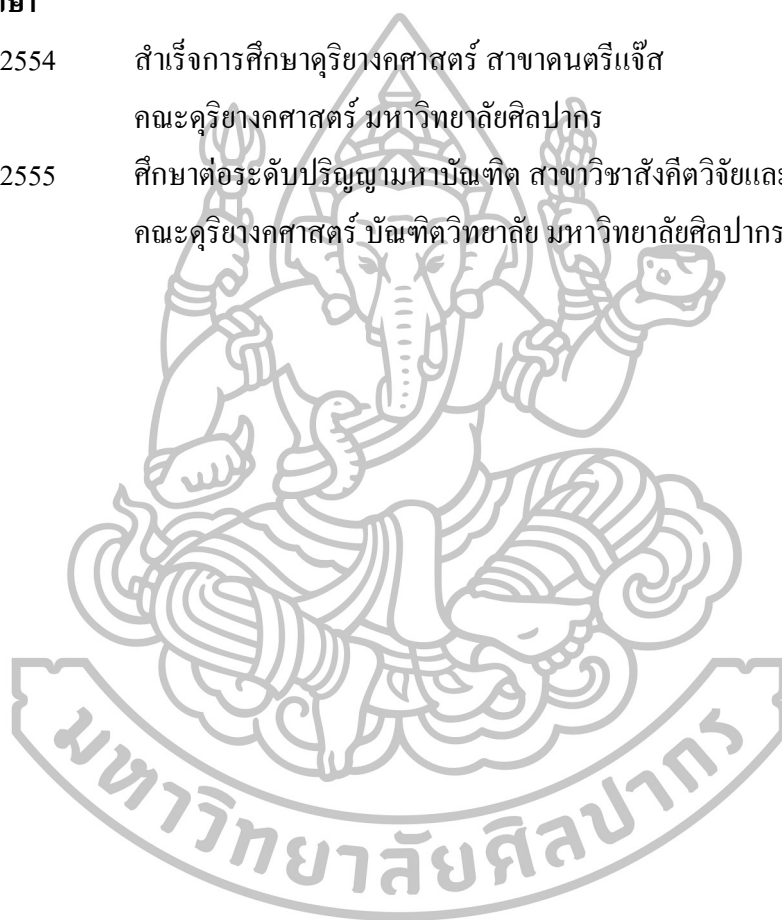 2554 สำเร็จการศึกษาดุริยางคศาสตร์ สาขาดนตรีแจ๊ส
คณะดุริยางคศาสตร์ มหาวิทยาลัยศิลปากร
2555 ศึกษาต่อระดับปริญญามหาบัณฑิต สาขาวิชาสังคีตวิจัยและ
คณะดุริยางคศาสตร์ บัณฑิตวิทยาลัย มหาวิทยาลัยศิลปากร
มหาวิทยาลัยศิลปากร